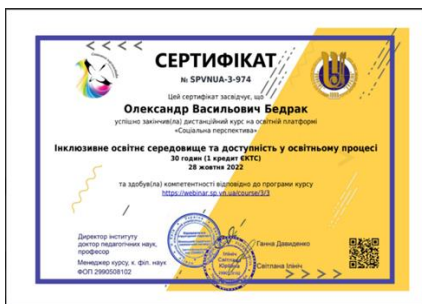 СЕРТИФІКАТ
№ SPVNUA-3-974
Цей сертифікат засвідчує, що
Олександр Васильович Бедрак
успішно закінчив(ла) дистанційний курс на освітній платформі
«Соціальна перспектива»
Інклюзивне освітнє середовище та доступність у освітньому процесі
30 годин (1 кредит ЄКТС)
28 жовтня 2022
та здобув(ла) компетентності відповідно до програми курсу
https://webinar.sp.vn.ua/course/3/3
Директор інституту
доктор педагогічних наук,
професор
Ганна Давиденко
Менеджер курсу, к. філ. наук
ФОП 2990508102
Світлана Ілініч